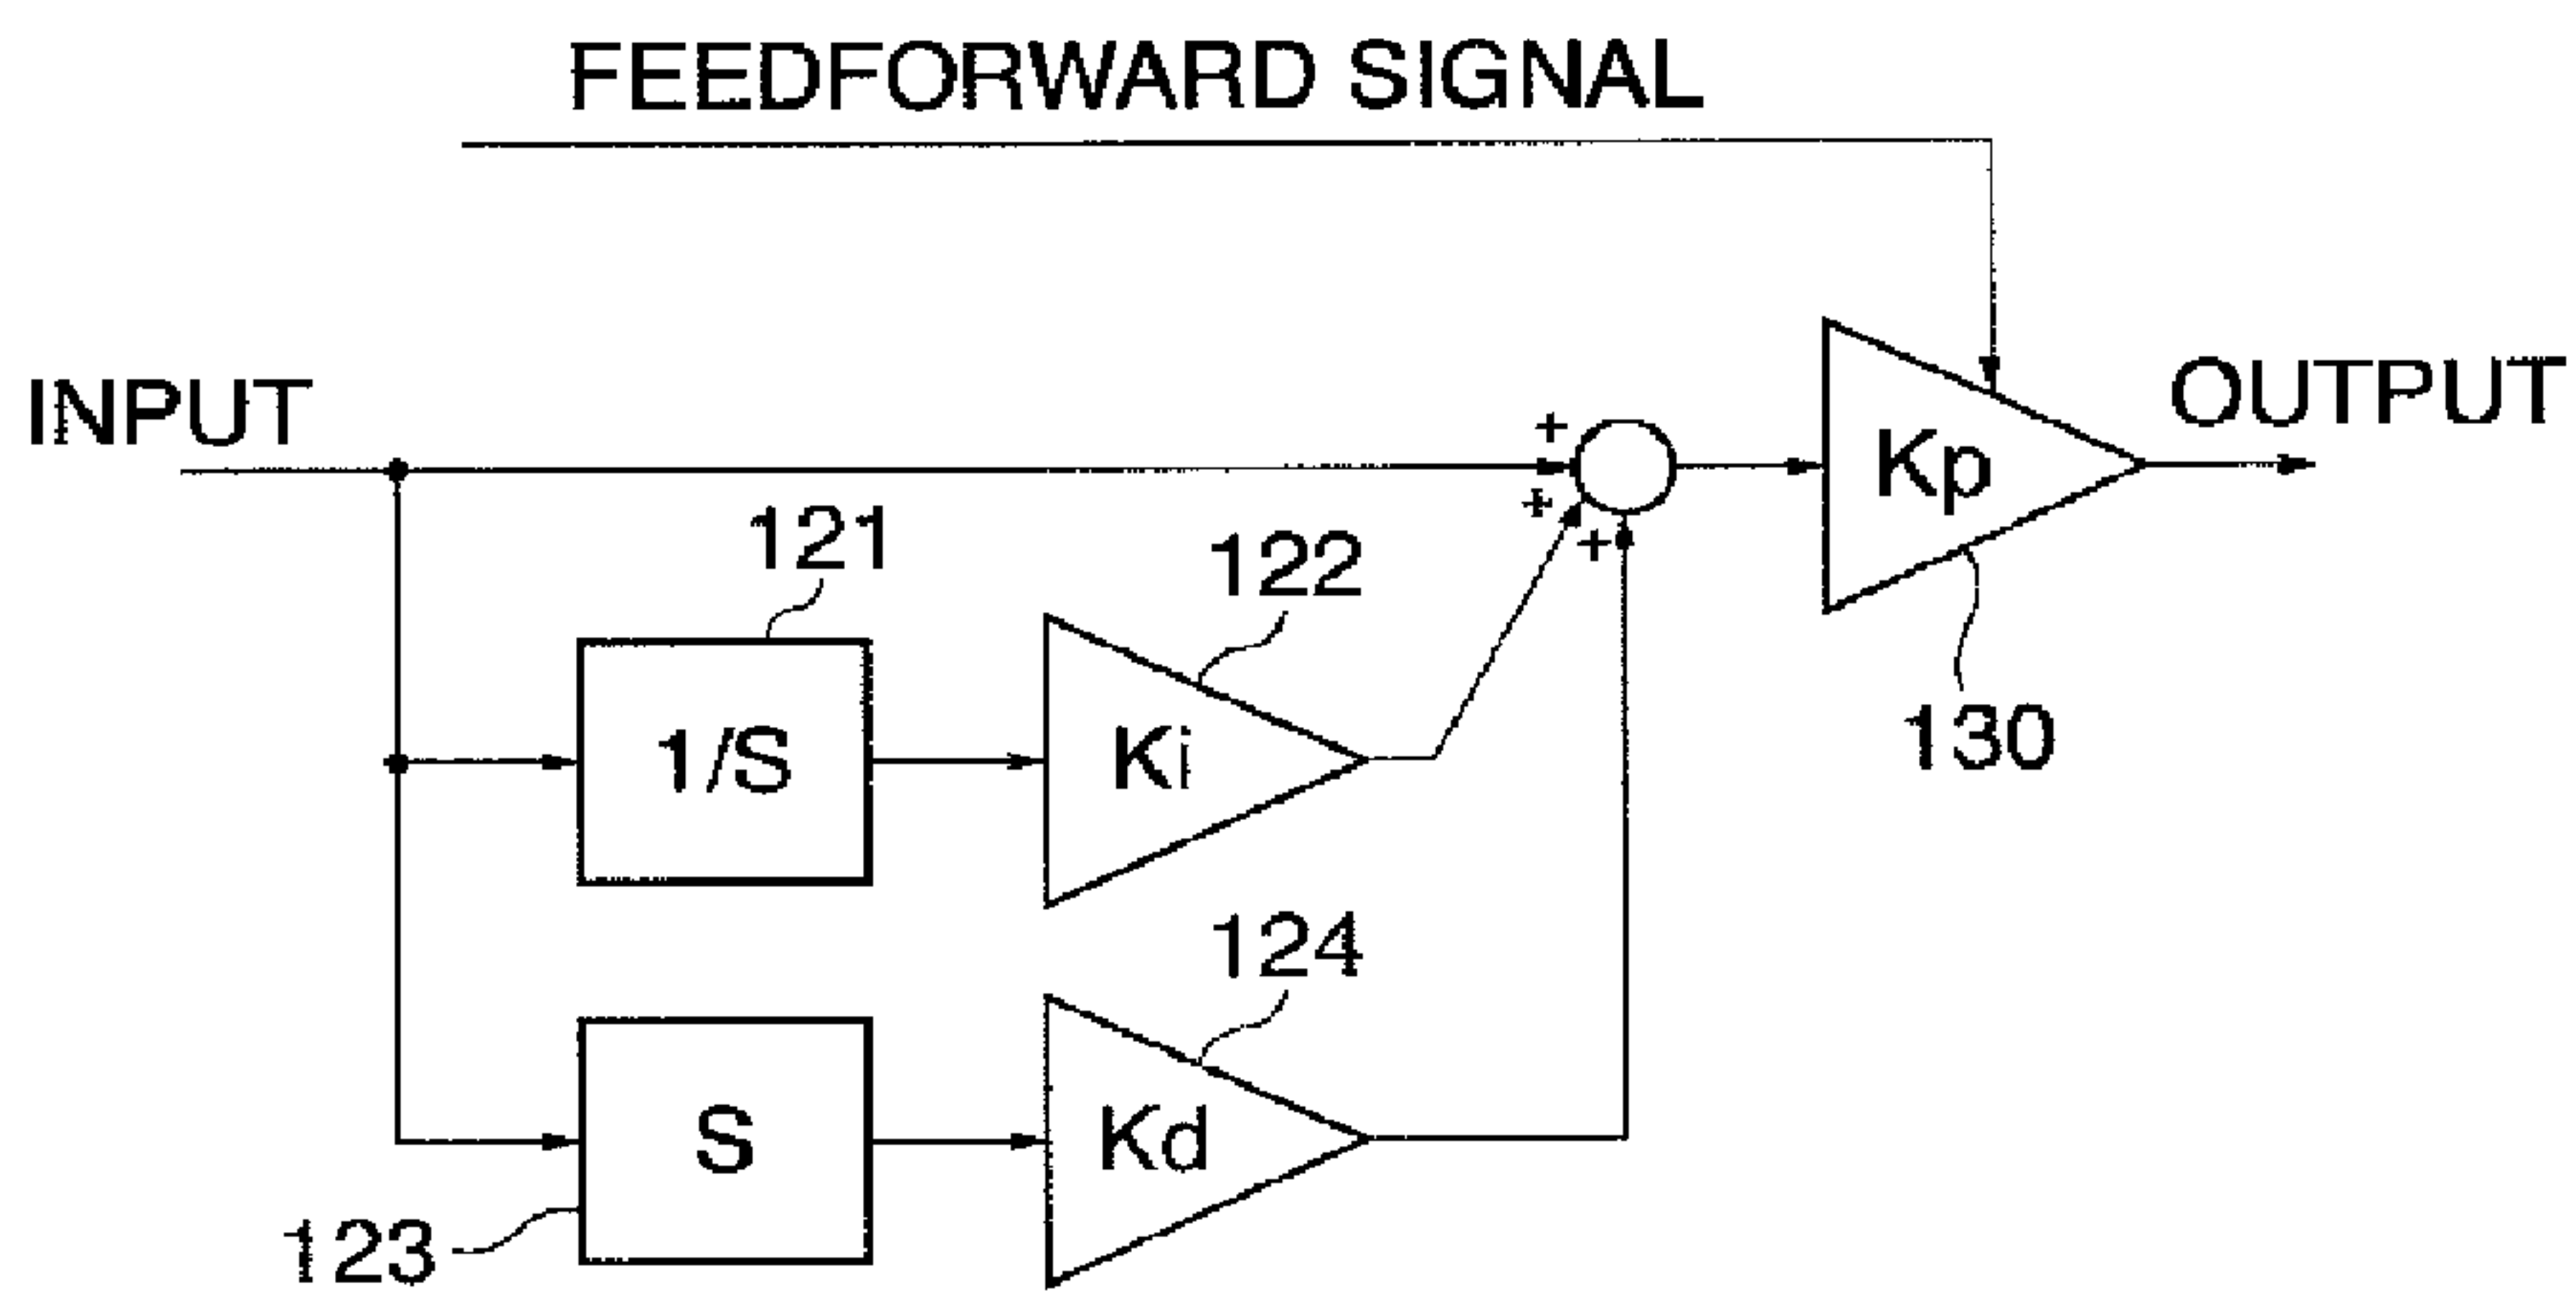 FEEDFORWARD SIGNAL
INPUT
OUTPUT
+
+
+
Kp
121
122
1/S
Ki
130
124
S
Kd
123